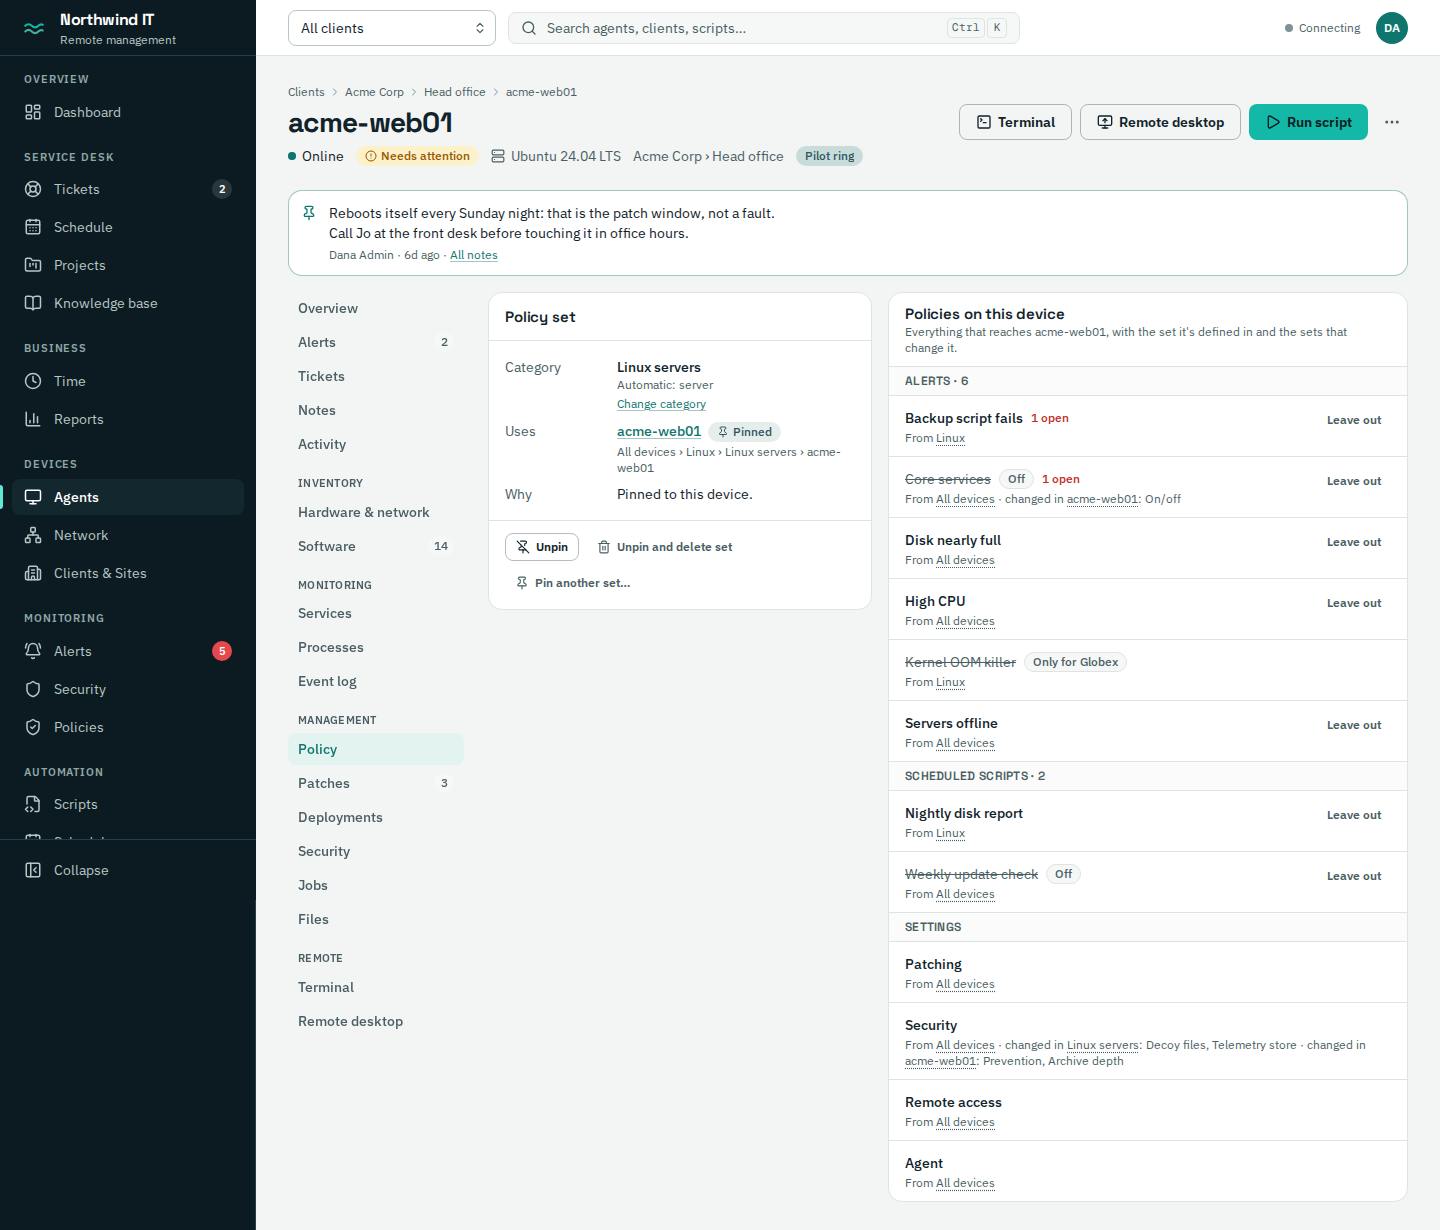 Northwind IT
Remote management
OVERVIEW
Dashboard
SERVICE DESK
Tickets 2
Schedule
Projects
Knowledge base
BUSINESS
Time
Reports
DEVICES
Agents
Network
Clients & Sites
MONITORING
Alerts 5
Security
Policies
AUTOMATION
Scripts
Collapse
All clients
Search agents, clients, scripts...
Ctrl K
Connecting
DA
Clients > Acme Corp > Head office > acme-web01
acme-web01
Terminal
Remote desktop
Run script
Online
Needs attention
Ubuntu 24.04 LTS
Acme Corp › Head office
Pilot ring
Reboots itself every Sunday night: that is the patch window, not a fault.
Call Jo at the front desk before touching it in office hours.
Dana Admin · 6d ago · All notes
Overview
Alerts 2
Tickets
Notes
Activity
INVENTORY
Hardware & network
Software 14
MONITORING
Services
Processes
Event log
MANAGEMENT
Policy
Patches 3
Deployments
Security
Jobs
Files
REMOTE
Terminal
Remote desktop
Policy set
Category
Linux servers
Automatic: server
Change category
Uses
acme-web01 Pinned
All devices › Linux › Linux servers › acme-
web01
Why
Pinned to this device.
Unpin
Unpin and delete set
Pin another set...
Policies on this device
Everything that reaches acme-web01, with the set it's defined in and the sets that
change it.
ALERTS · 6
Backup script fails 1 open
Leave out
From Linux
Core services Off 1 open
Leave out
From All devices · changed in acme-web01: On/off
Disk nearly full
Leave out
From All devices
High CPU
Leave out
From All devices
Kernel OOM killer Only for Globex
From Linux
Servers offline
Leave out
From All devices
SCHEDULED SCRIPTS · 2
Nightly disk report
Leave out
From Linux
Weekly update check Off
Leave out
From All devices
SETTINGS
Patching
From All devices
Security
From All devices · changed in Linux servers: Decoy files, Telemetry store · changed in
acme-web01: Prevention, Archive depth
Remote access
From All devices
Agent
From All devices